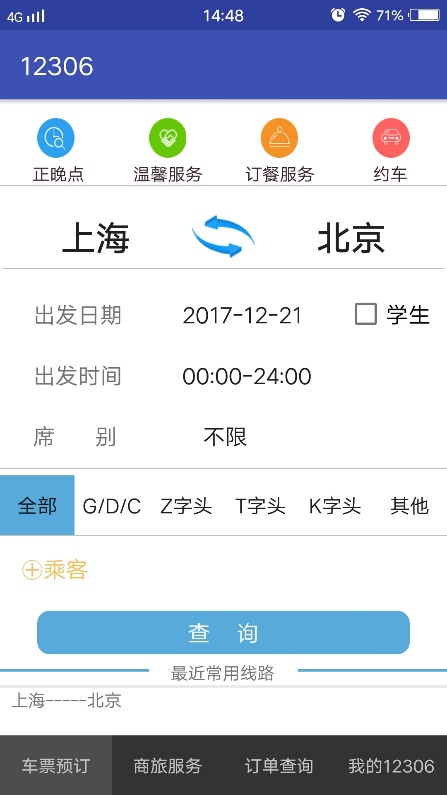 4G 14:48 71%
12306
正晚点 温馨服务 订餐服务 约车
上海 北京
出发日期 2017-12-21 学生
出发时间 00:00-24:00
席 别 不限
全部 G/D/C Z字头 T字头 K字头 其他
乘客
查 询
最近常用线路
上海-----北京
车票预订 商旅服务 订单查询 我的12306